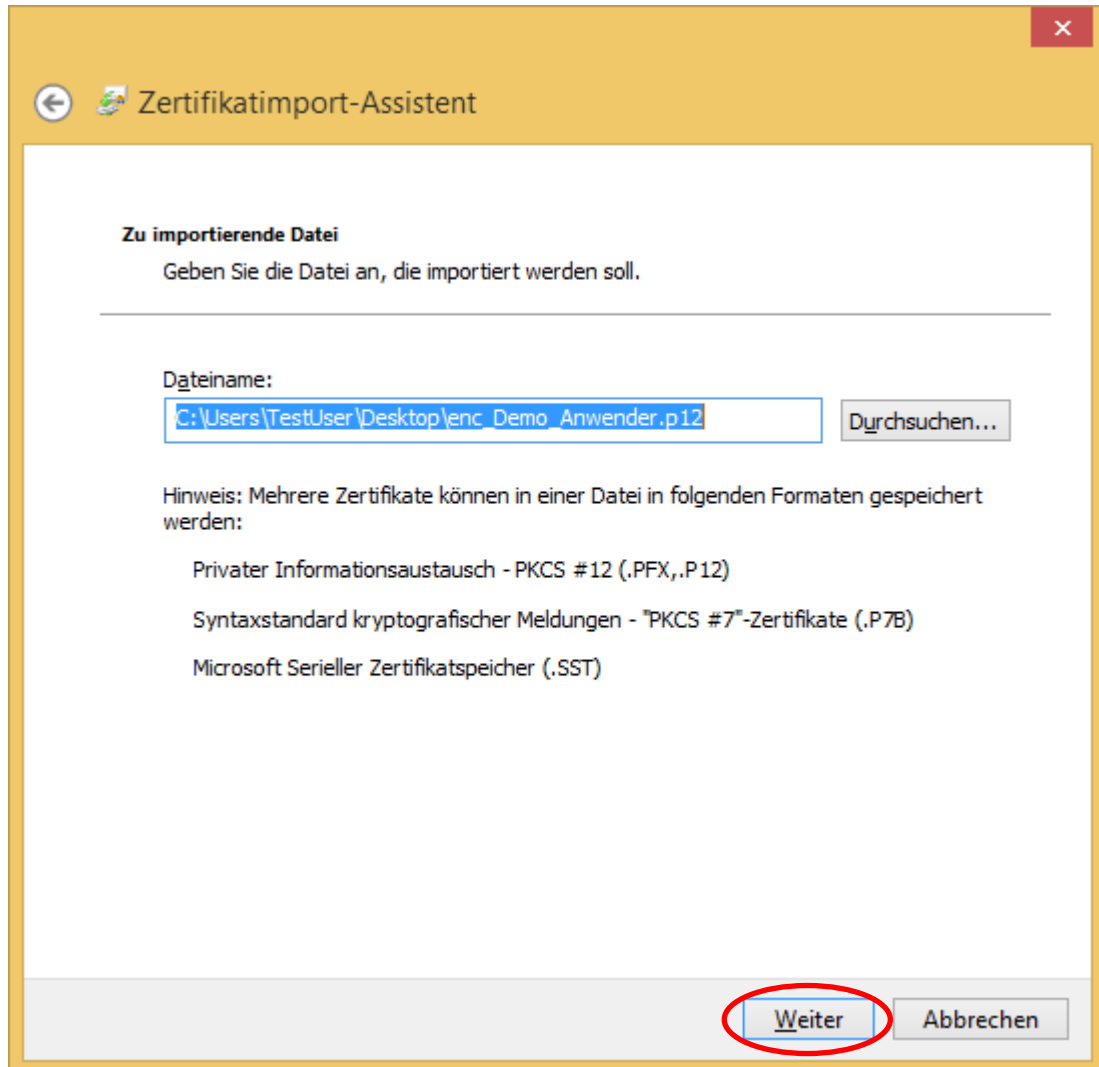 Zertifikatimport-Assistent
Zu importierende Datei
Geben Sie die Datei an, die importiert werden soll.
Dateiname:
C:\Users\TestUser\Desktop\enc_Demo_Anwender.p12
Durchsuchen...
Hinweis: Mehrere Zertifikate können in einer Datei in folgenden Formaten gespeichert
werden:
Privater Informationsaustausch - PKCS #12 (.PFX,.P12)
Syntaxstandard kryptografischer Meldungen - "PKCS #7"-Zertifikate (.P7B)
Microsoft Serieller Zertifikatspeicher (.SST)
Weiter
Abbrechen